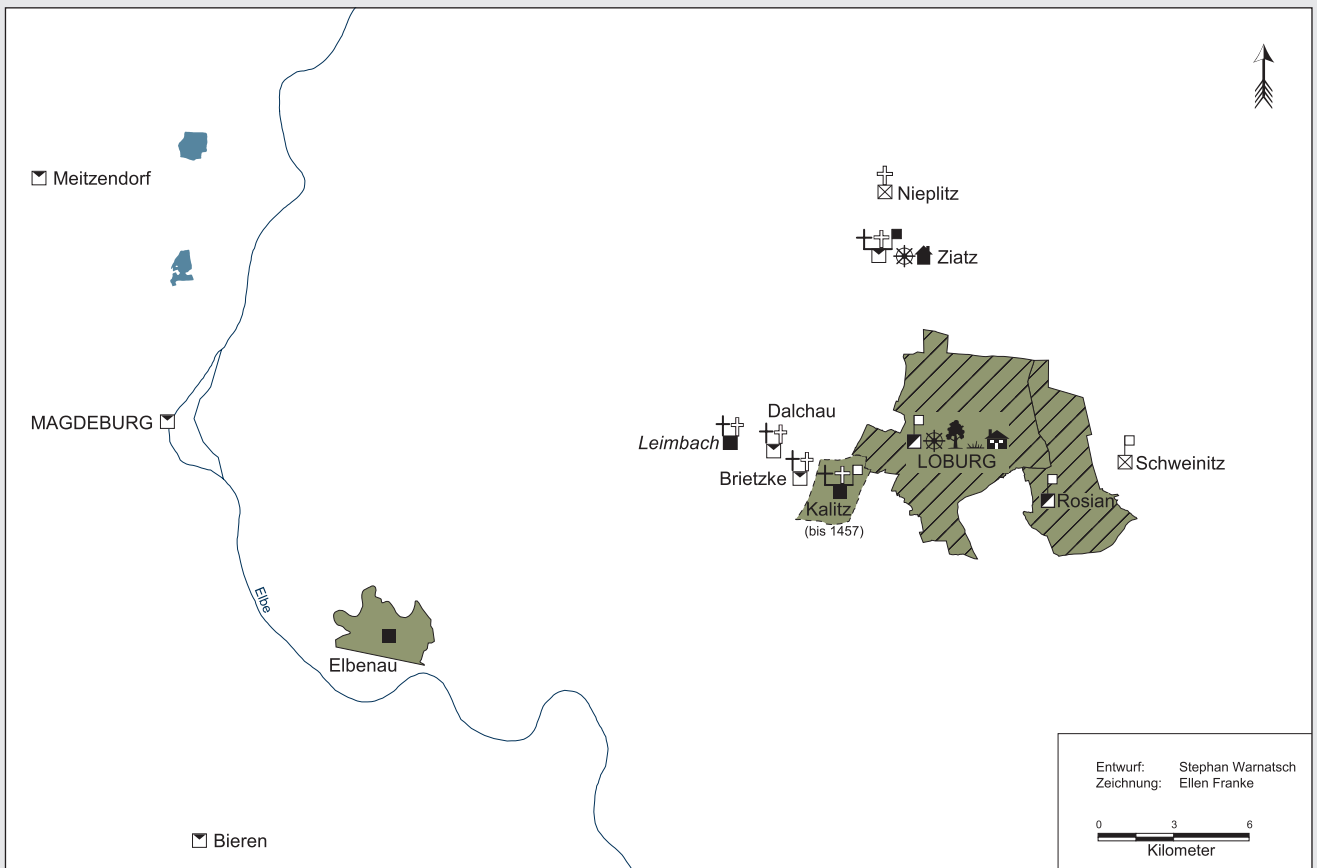 Meitzendorf
Nieplitz
Ziatz
MAGDEBURG
Dalchau
Leimbach
LOBURG
Schweinitz
Brietzke
Kalitz
(bis 1457)
Rosian
Elbe
Elbenau
Bieren
Entwurf: Stephan Warnatsch
Zeichnung: Ellen Franke
0 3 6
Kilometer